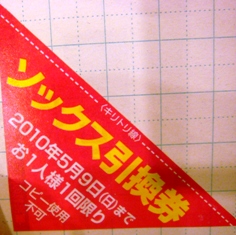 〈キリトリ線〉
ソックス引換券
2010年5月9日(日)まで
お1人様1回限り
コピー使用
不可